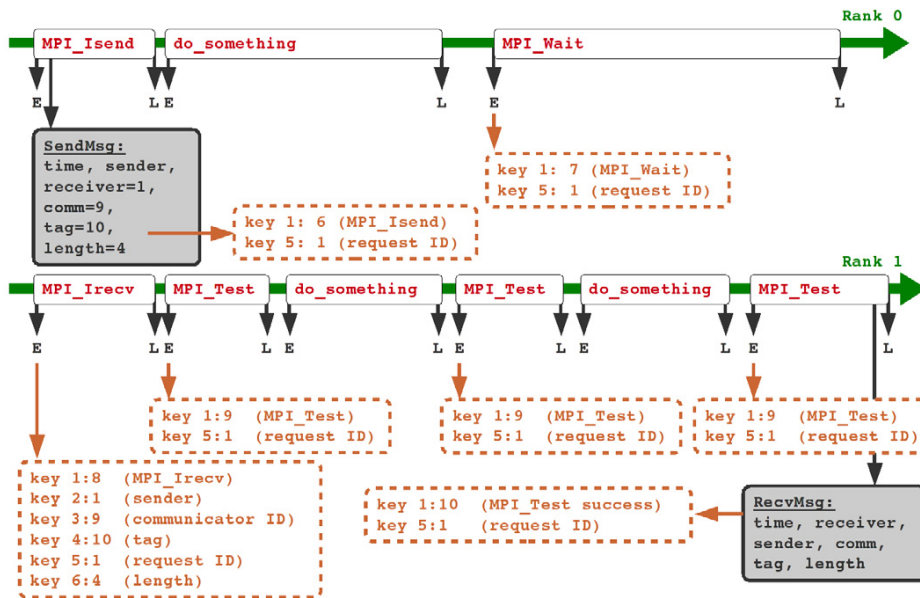 Rank 0
MPI_Isend do_something MPI_Wait
E L E L E L
SendMsg:
time, sender,
receiver=1,
comm=9,
tag=10,
length=4
key 1: 7 (MPI_Wait)
key 5: 1 (request ID)
key 1: 6 (MPI_Isend)
key 5: 1 (request ID)
Rank 1
MPI_Irecv MPI_Test do_something MPI_Test do_something MPI_Test
E L E L E L E L E L E L
key 1:9 (MPI_Test)
key 5:1 (request ID)
key 1:9 (MPI_Test)
key 5:1 (request ID)
key 1:9 (MPI_Test)
key 5:1 (request ID)
key 1:8 (MPI_Irecv)
key 2:1 (sender)
key 3:9 (communicator ID)
key 4:10 (tag)
key 5:1 (request ID)
key 6:4 (length)
key 1:10 (MPI_Test success)
key 5:1 (request ID)
RecvMsg:
time, receiver,
sender, comm,
tag, length